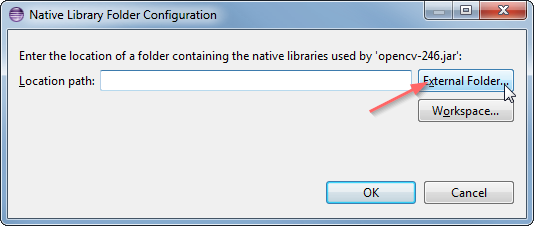 Native Library Folder Configuration
Enter the location of a folder containing the native libraries used by 'opencv-246.jar':
Location path:
External Folder...
Workspace...
OK
Cancel